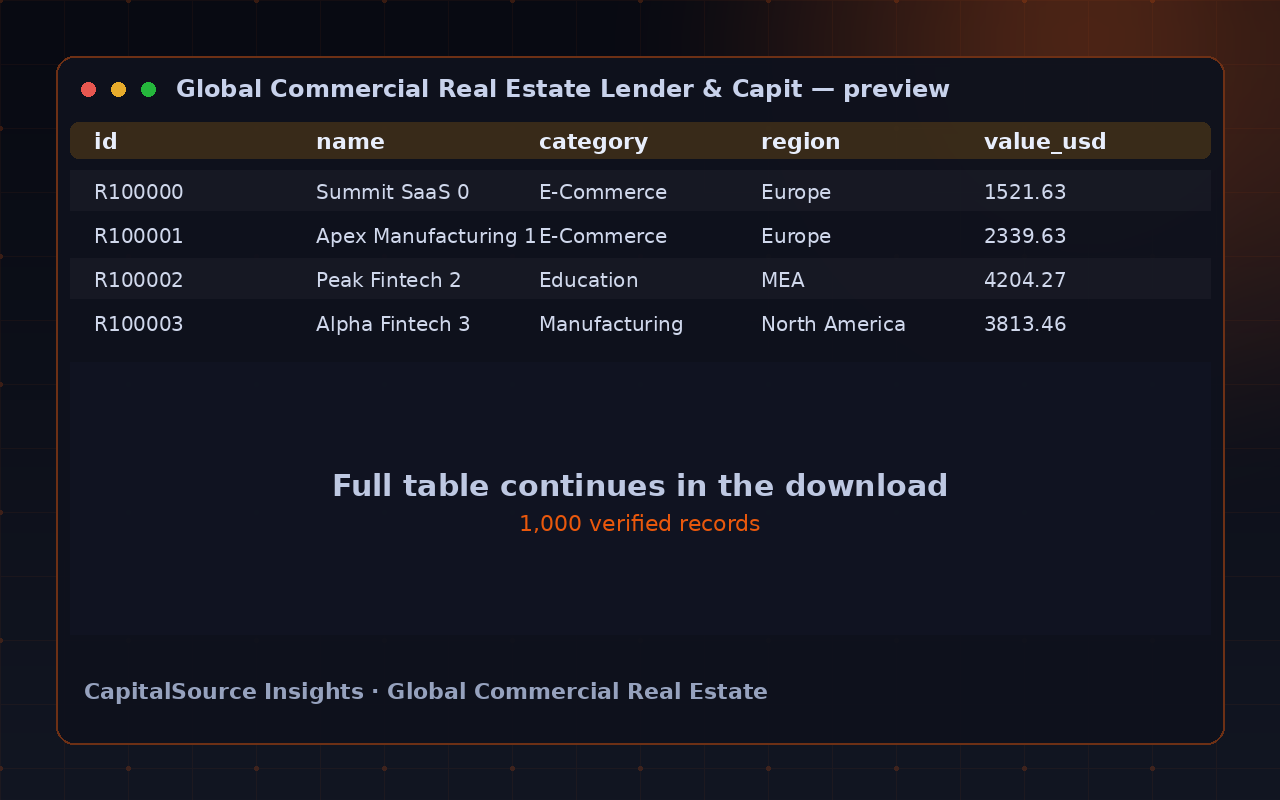 Global Commercial Real Estate Lender & Capit — preview
id name category region value_usd
R100000 Summit SaaS 0 E-Commerce Europe 1521.63
R100001 Apex Manufacturing 1 E-Commerce Europe 2339.63
R100002 Peak Fintech 2 Education MEA 4204.27
R100003 Alpha Fintech 3 Manufacturing North America 3813.46
Full table continues in the download
1,000 verified records
CapitalSource Insights · Global Commercial Real Estate